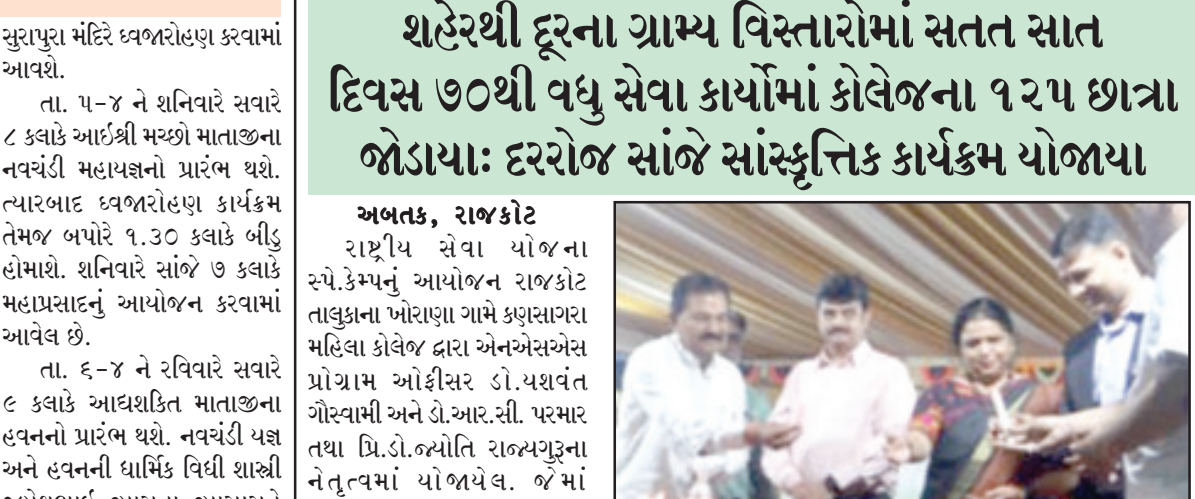 સુરાપુરા મંદિરે ધ્વજારોહણ કરવામાં
આવશે.
તા. ૫-૪ ને શનિવારે સવારે
૮ કલાકે આઇશ્રી મચ્છો માતાજીના
નવચંડી મહાયજ્ઞનો પ્રારંભ થશે.
ત્યારબાદ ધ્વજારોહણ કાર્યક્રમ
તેમજ બપોરે ૧.૩૦ કલાકે બીડુ
હોમાશે. શનિવારે સાંજે ૭ કલાકે
મહાપ્રસાદનું આયોજન કરવામાં
આવેલ છે.
તા. ૬-૪ ને રવિવારે સવારે
૯ કલાકે આદ્યશકિત માતાજીના
હવનનો પ્રારંભ થશે. નવચંડી યજ્ઞ
અને હવનની ધાર્મિક વિધી શાસ્ત્રી
શહેરથી દૂરના ગ્રામ્ય વિસ્તારોમાં સતત સાત
દિવસ ૭૦થી વધુ સેવા કાર્યોમાં કોલેજના ૧૨૫ છાત્રા
જોડાયાઃ દરરોજ સાંજે સાંસ્કૃત્તિક કાર્યક્રમ યોજાયા
અબતક, રાજકોટ
રાષ્ટ્રીય સેવા યોજના
સ્પે.કેમ્પનું આયોજન રાજકોટ
તાલુકાના ખોરાણા ગામે કણસાગરા
મહિલા કોલેજ દ્વારા એનએસએસ
પ્રોગ્રામ ઓફીસર ડો.યશવંત
ગૌસ્વામી અને ડો.આર.સી. પરમાર
તથા પ્રિ.ડો.જ્યોતિ રાજ્યગુરૂના
નેતૃત્વમાં યોજાયેલ. જેમાં